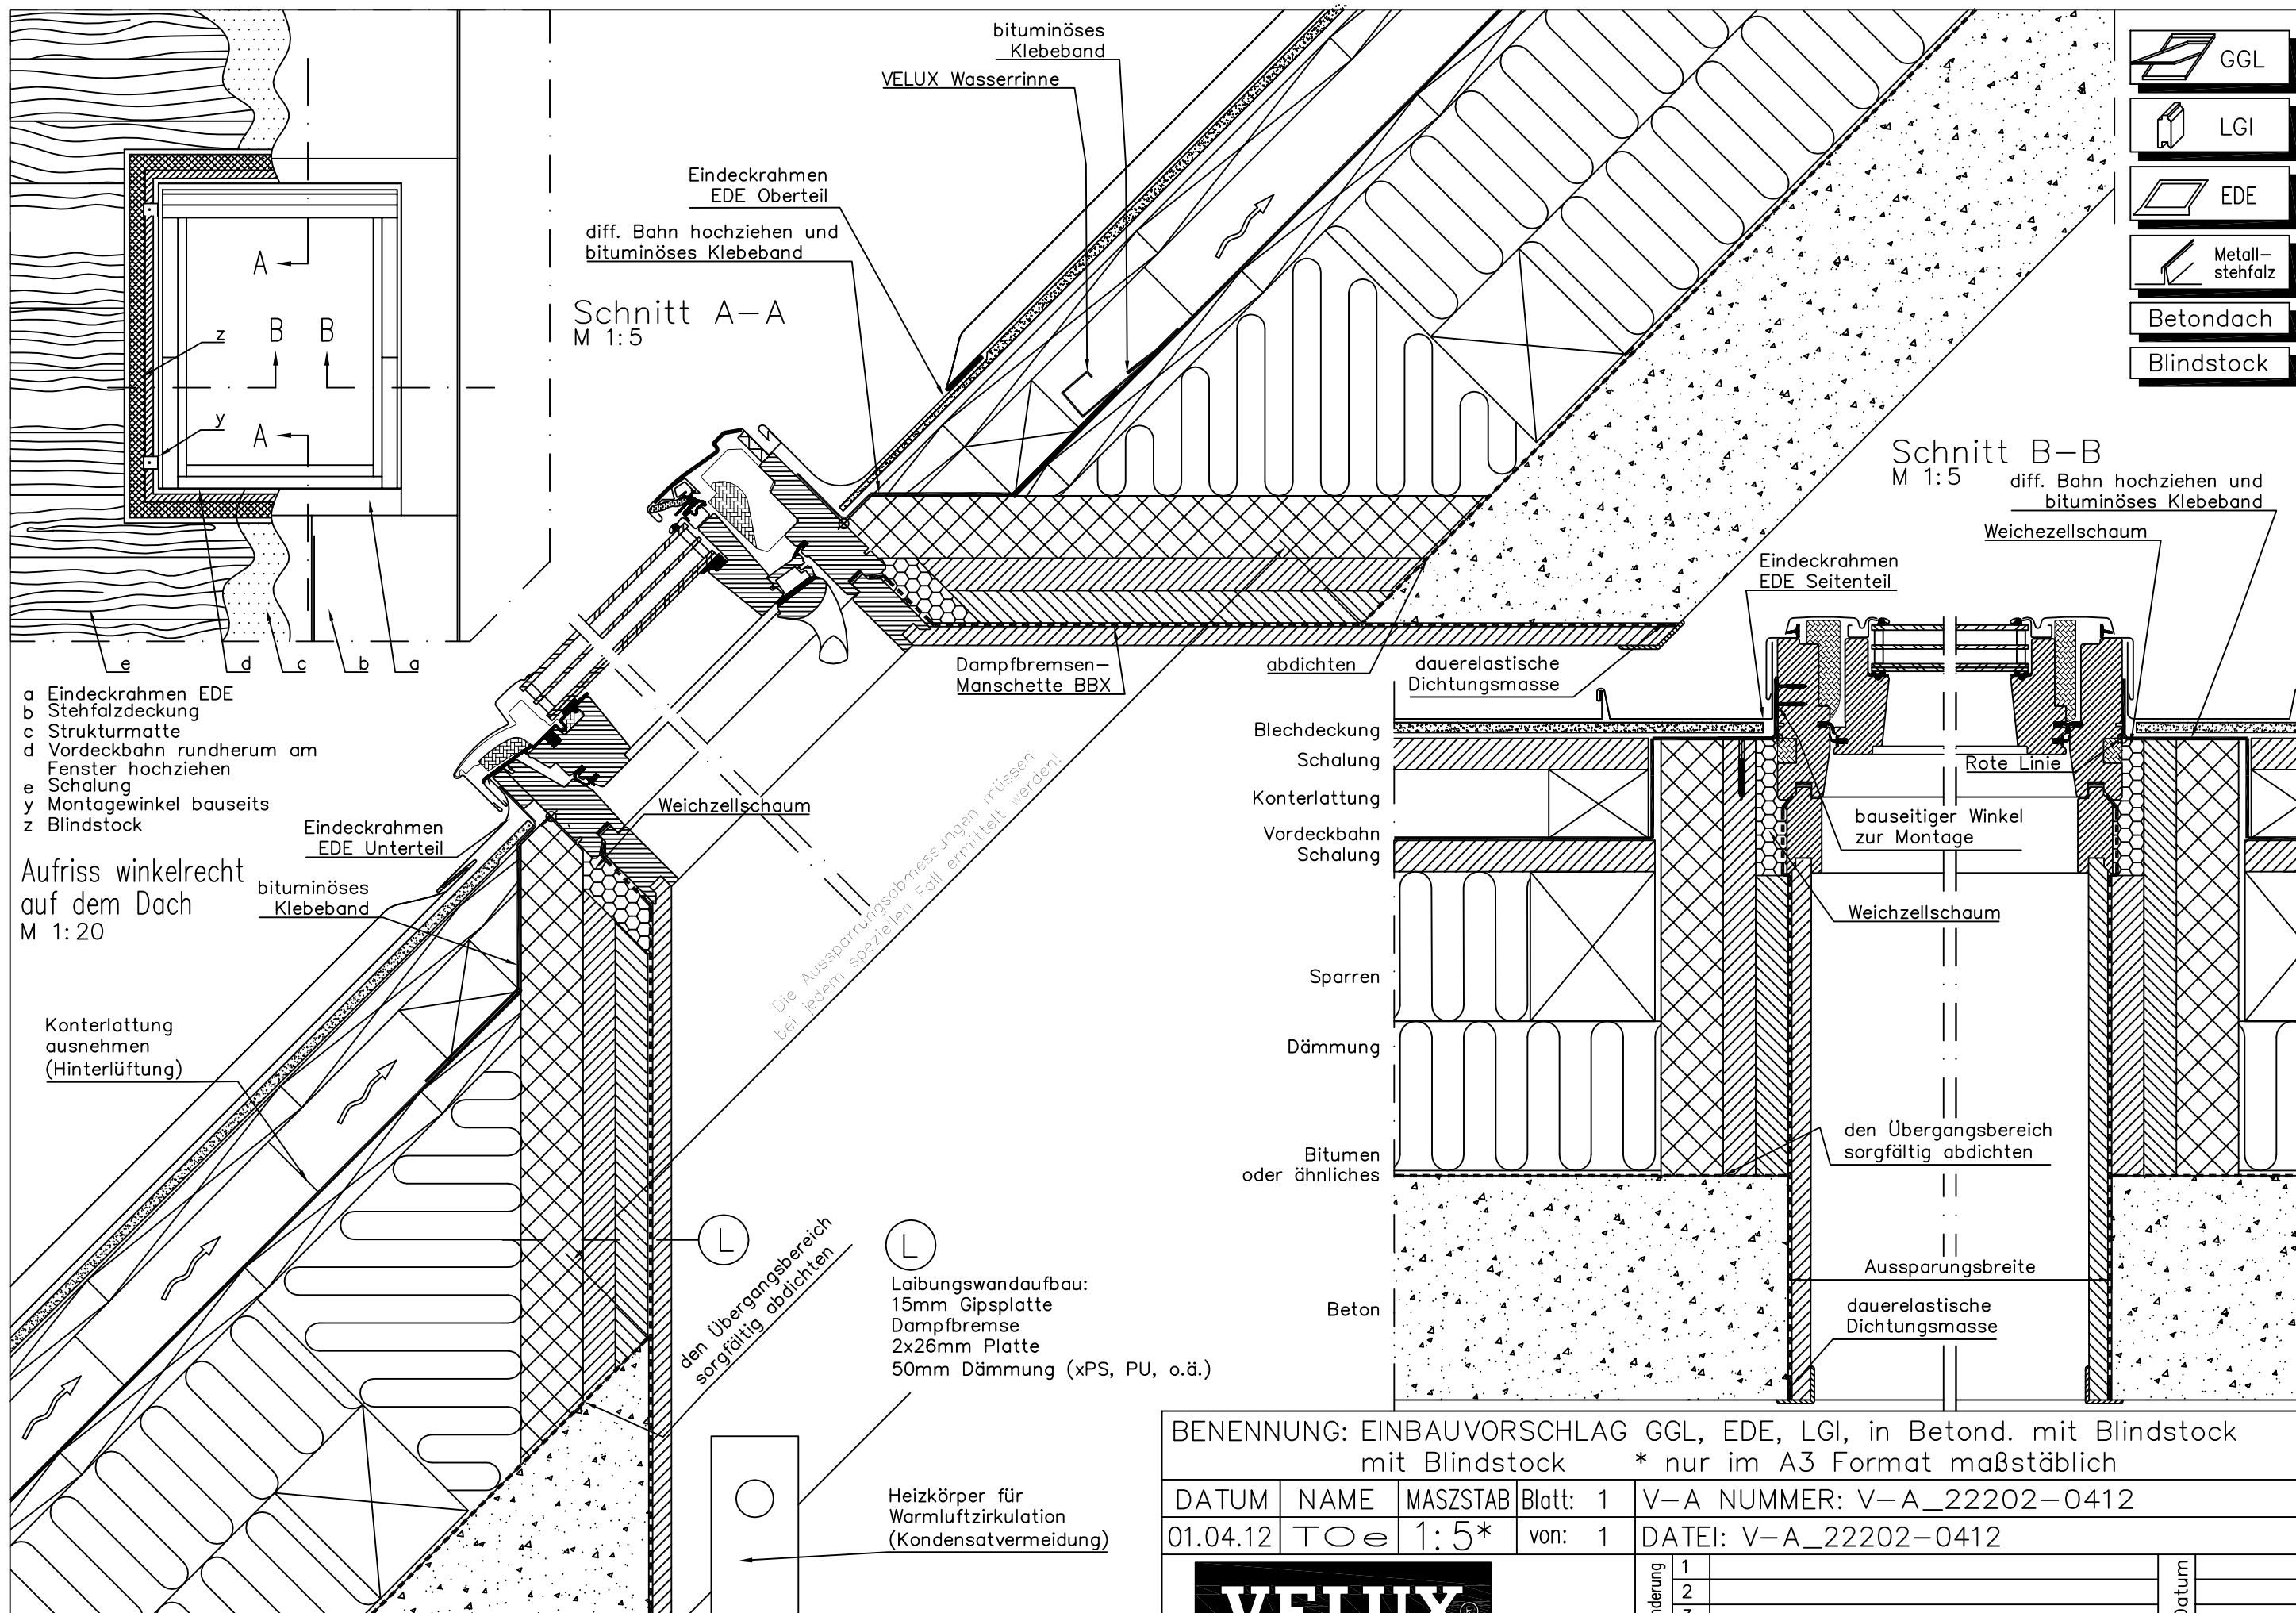 bituminöses
Klebeband
VELUX Wasserrinne
Eindeckrahmen
EDE Oberteil
diff. Bahn hochziehen und
bituminöses Klebeband
Schnitt A-A
M 1:5
A
B B
z
y
A
e d c b a
a Eindeckrahmen EDE
b Stehfalzdeckung
c Strukturmatte
d Vordeckbahn rundherum am
Fenster hochziehen
e Schalung
y Montagewinkel bauseits
z Blindstock
Aufriss winkelrecht
auf dem Dach
M 1:20
Eindeckrahmen
EDE Unterteil
bituminöses
Klebeband
Konterlattung
ausnehmen
(Hinterlüftung)
Weichzellschaum
Die Aussparrungsabmessungen müssen
bei jedem speziellen Fall ermittelt werden!
Dampfbremsen-
Manschette BBX
abdichten
dauerelastische
Dichtungsmasse
L
den Übergangsbereich
sorgfältig abdichten
L
Laibungswandaufbau:
15mm Gipsplatte
Dampfbremse
2x26mm Platte
50mm Dämmung (xPS, PU, o.ä.)
Heizkörper für
Warmluftzirkulation
(Kondensatvermeidung)
GGL
LGI
EDE
Metall-
stehfalz
Betondach
Blindstock
Schnitt B-B
M 1:5
diff. Bahn hochziehen und
bituminöses Klebeband
Weichezellschaum
Eindeckrahmen
EDE Seitenteil
Blechdeckung
Schalung
Konterlattung
Vordeckbahn
Schalung
Sparren
Dämmung
Bitumen
oder ähnliches
Beton
Rote Linie
bauseitiger Winkel
zur Montage
Weichzellschaum
den Übergangsbereich
sorgfältig abdichten
Aussparungsbreite
dauerelastische
Dichtungsmasse
BENENNUNG: EINBAUVORSCHLAG GGL, EDE, LGI, in Betond. mit Blindstock
mit Blindstock * nur im A3 Format maßstäblich
DATUM NAME MASZSTAB Blatt: 1 V-A NUMMER: V-A_22202-0412
01.04.12 TOe 1:5* von: 1 DATEI: V-A_22202-0412
VELUX®
1
2
Datum